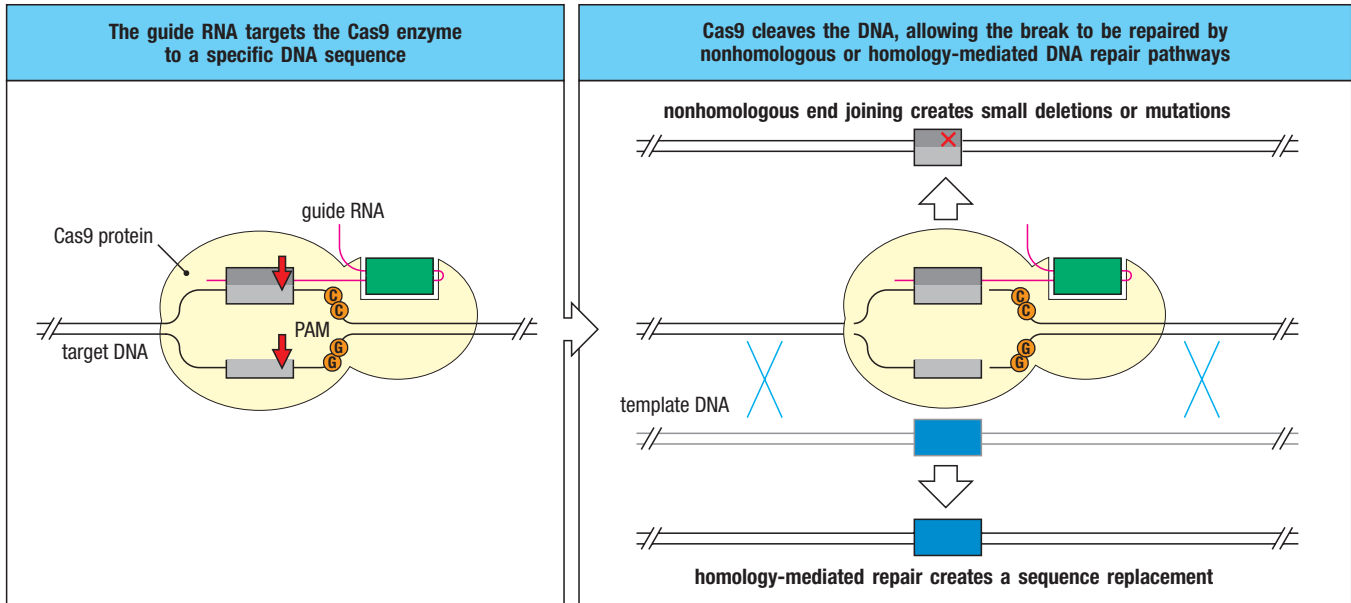 The guide RNA targets the Cas9 enzyme
to a specific DNA sequence
guide RNA
Cas9 protein
C
C
PAM
target DNA
G
G
Cas9 cleaves the DNA, allowing the break to be repaired by
nonhomologous or homology-mediated DNA repair pathways
nonhomologous end joining creates small deletions or mutations
C
C
G
G
template DNA
homology-mediated repair creates a sequence replacement